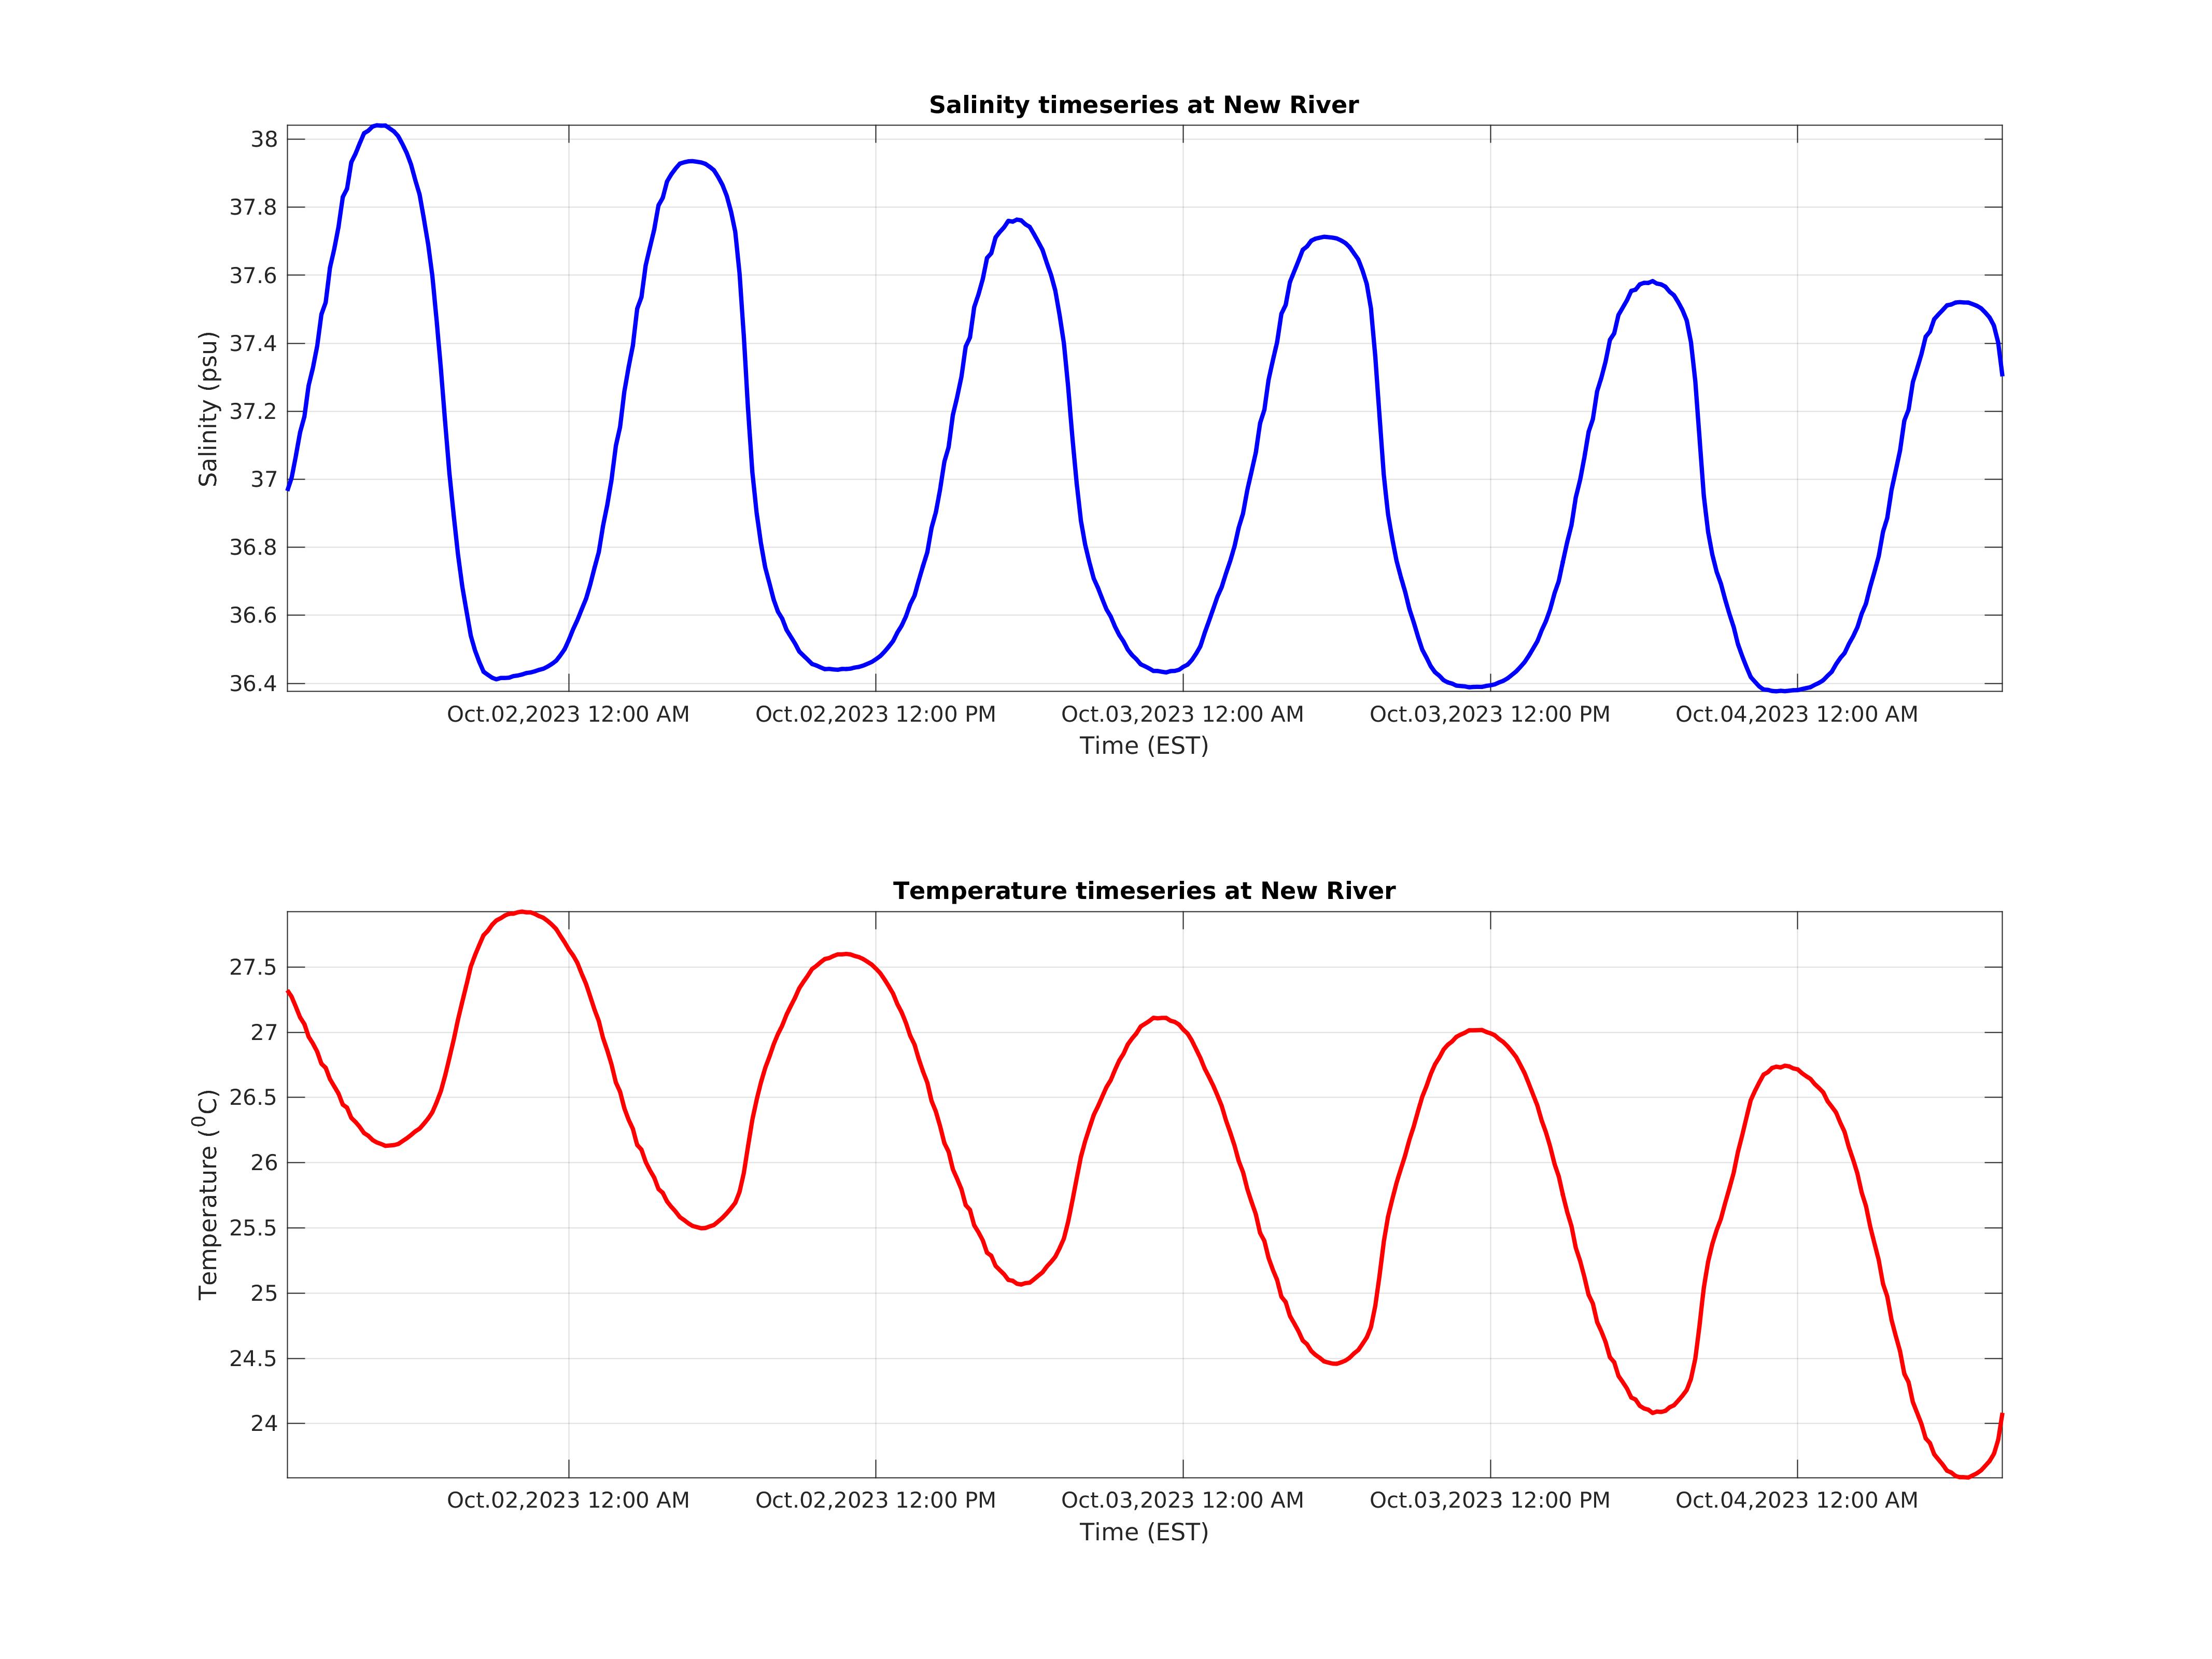 Salinity timeseries at New River
Salinity (psu)
38
37.8
37.6
37.4
37.2
37
36.8
36.6
36.4
Oct.02,2023 12:00 AM
Oct.02,2023 12:00 PM
Oct.03,2023 12:00 AM
Oct.03,2023 12:00 PM
Oct.04,2023 12:00 AM
Time (EST)
Temperature timeseries at New River
Temperature (⁰C)
27.5
27
26.5
26
25.5
25
24.5
24
Oct.02,2023 12:00 AM
Oct.02,2023 12:00 PM
Oct.03,2023 12:00 AM
Oct.03,2023 12:00 PM
Oct.04,2023 12:00 AM
Time (EST)